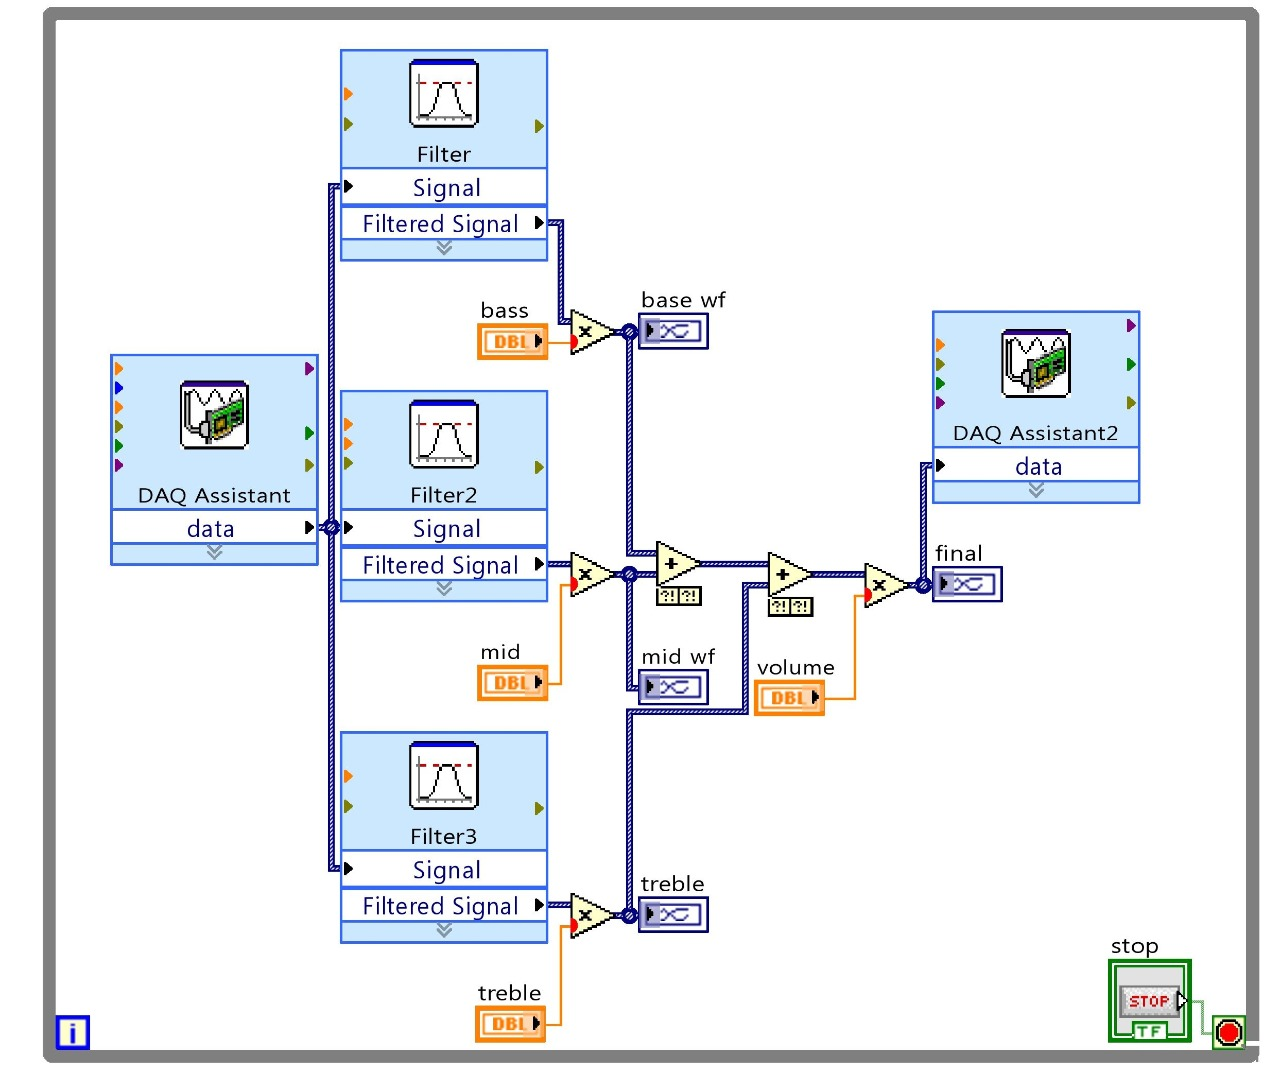 Filter
Signal
Filtered Signal
bass
DBL
x
base wf
DAQ Assistant
data
Filter2
Signal
Filtered Signal
x
mid
DBL
+
?!?!
mid wf
+
?!?!
volume
DBL
x
final
DAQ Assistant2
data
Filter3
Signal
Filtered Signal
x
treble
treble
DBL
stop
STOP
TF
i